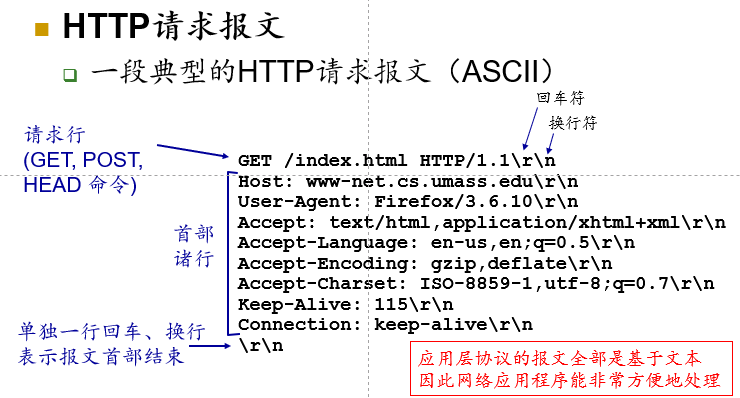 HTTP请求报文
一段典型的HTTP请求报文（ASCII）
回车符
换行符
请求行
(GET, POST,
HEAD 命令)
GET /index.html HTTP/1.1\r\n
Host: www-net.cs.umass.edu\r\n
User-Agent: Firefox/3.6.10\r\n
Accept: text/html,application/xhtml+xml\r\n
Accept-Language: en-us,en;q=0.5\r\n
Accept-Encoding: gzip,deflate\r\n
Accept-Charset: ISO-8859-1,utf-8;q=0.7\r\n
Keep-Alive: 115\r\n
Connection: keep-alive\r\n
\r\n
首部
诸行
单独一行回车、换行
表示报文首部结束
应用层协议的报文全部是基于文本
因此网络应用程序能非常方便地处理